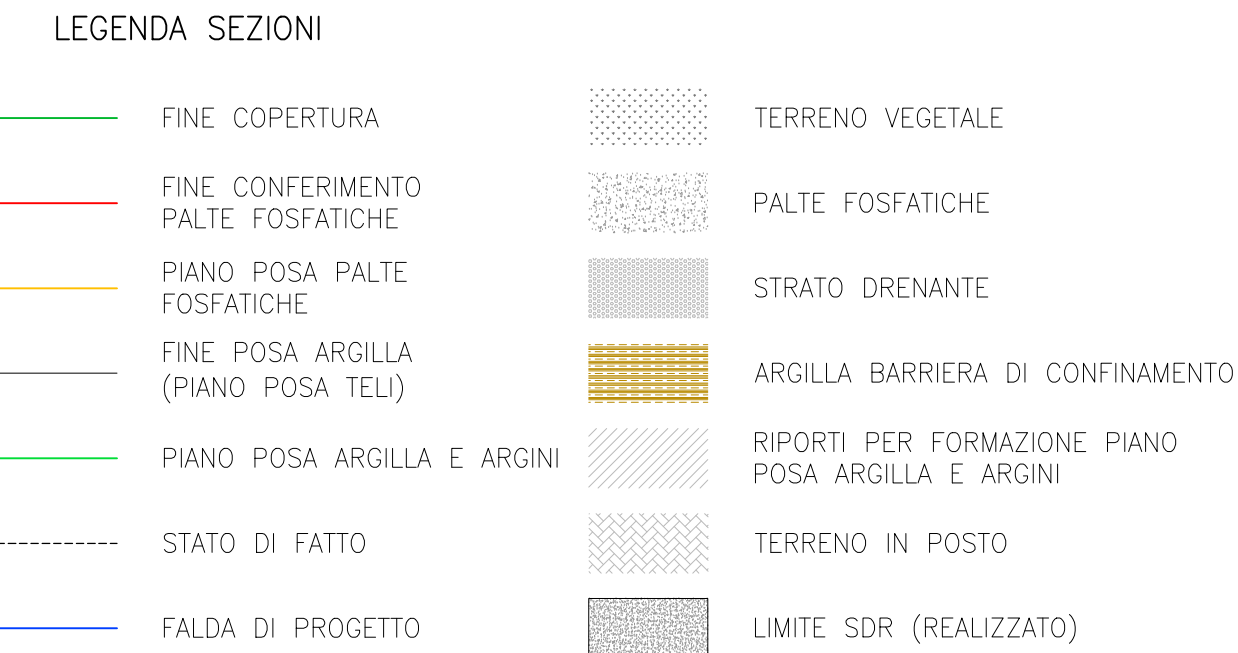 LEGENDA SEZIONI
FINE COPERTURA
FINE CONFERIMENTO
PALTE FOSFATICHE
PIANO POSA PALTE
FOSFATICHE
FINE POSA ARGILLA
(PIANO POSA TELI)
PIANO POSA ARGILLA E ARGINI
STATO DI FATTO
FALDA DI PROGETTO
TERRENO VEGETALE
PALTE FOSFATICHE
STRATO DRENANTE
ARGILLA BARRIERA DI CONFINAMENTO
RIPORTI PER FORMAZIONE PIANO
POSA ARGILLA E ARGINI
TERRENO IN POSTO
LIMITE SDR (REALIZZATO)